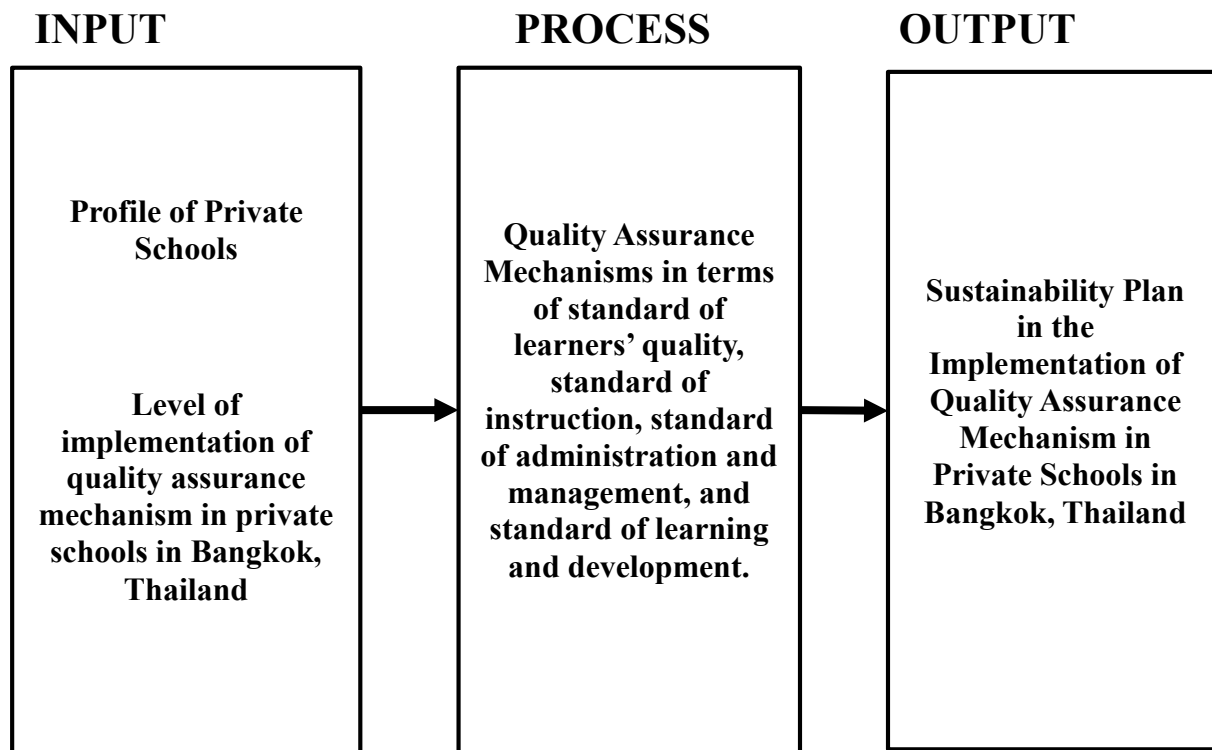 INPUT
PROCESS
OUTPUT
Profile of Private
Schools
Level of
implementation of
quality assurance
mechanism in private
schools in Bangkok,
Thailand
Quality Assurance
Mechanisms in terms
of standard of
learners’ quality,
standard of
instruction, standard
of administration and
management, and
standard of learning
and development.
Sustainability Plan
in the
Implementation of
Quality Assurance
Mechanism in
Private Schools in
Bangkok, Thailand